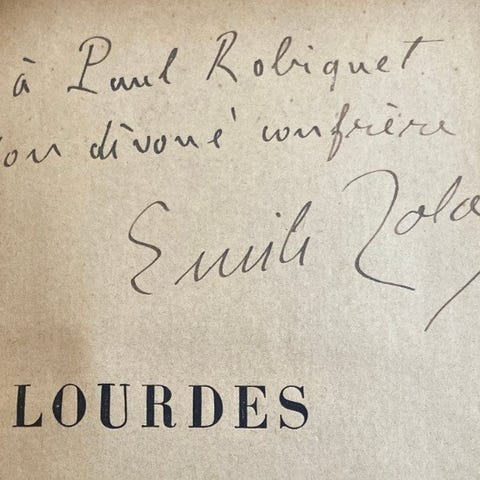 à Paul Robiquet
son dévoué confrère
Emile Zola
LOURDES